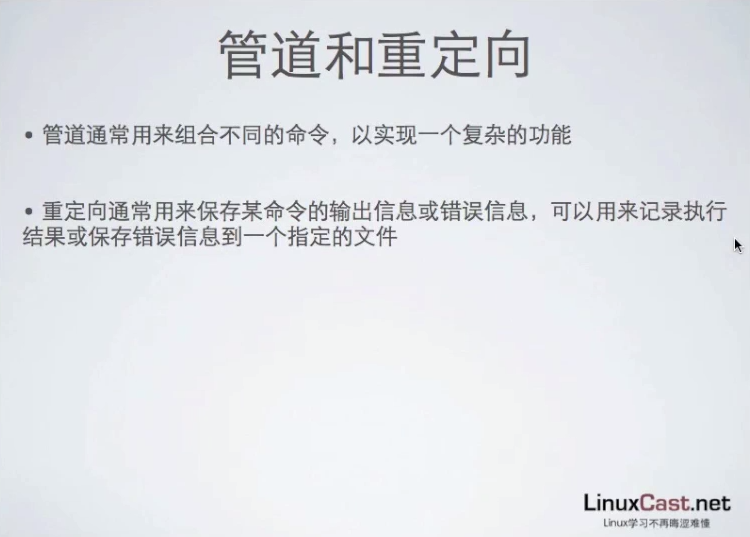 管道和重定向
• 管道通常用来组合不同的命令，以实现一个复杂的功能
• 重定向通常用来保存某命令的输出信息或错误信息，可以用来记录执行
结果或保存错误信息到一个指定的文件
LinuxCast.net
Linux学习不再晦涩难懂